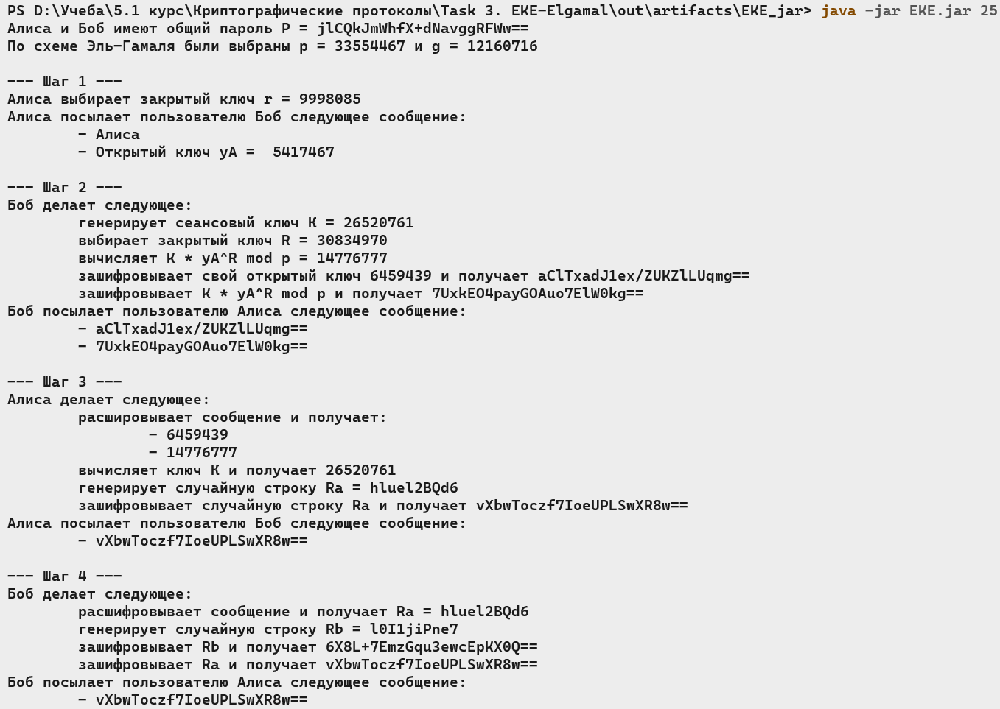 PS D:\Учеба\5.1 курс\Криптографические протоколы\Task 3. EKE-Elgamal\out\artifacts\EKE_jar> java -jar EKE.jar 25
Алиса и Боб имеют общий пароль P = jlCQkJmWhfX+dNavggRFWw==
По схеме Эль-Гамаля были выбраны p = 33554467 и g = 12160716
--- Шаг 1 ---
Алиса выбирает закрытый ключ r = 9998085
Алиса посылает пользователю Боб следующее сообщение:
- Алиса
- Открытый ключ yA =  5417467
--- Шаг 2 ---
Боб делает следующее:
генерирует сеансовый ключ K = 26520761
выбирает закрытый ключ R = 30834970
вычисляет K * yA^R mod p = 14776777
зашифровывает свой открытый ключ 6459439 и получает aClTxadJ1ex/ZUKZlLUqmg==
зашифровывает K * yA^R mod p и получает 7UxkEO4payGOAuo7ElW0kg==
Боб посылает пользователю Алиса следующее сообщение:
- aClTxadJ1ex/ZUKZlLUqmg==
- 7UxkEO4payGOAuo7ElW0kg==
--- Шаг 3 ---
Алиса делает следующее:
расшировывает сообщение и получает:
- 6459439
- 14776777
вычисляет ключ K и получает 26520761
генерирует случайную строку Ra = hluel2BQd6
зашифровывает случайную строку Ra и получает vXbwToczf7IoeUPLSwXR8w==
Алиса посылает пользователю Боб следующее сообщение:
- vXbwToczf7IoeUPLSwXR8w==
--- Шаг 4 ---
Боб делает следующее:
расшифровывает сообщение и получает Ra = hluel2BQd6
генерирует случайную строку Rb = l0I1jiPne7
зашифровывает Rb и получает 6X8L+7EmzGqu3ewcEpKX0Q==
зашифровывает Ra и получает vXbwToczf7IoeUPLSwXR8w==
Боб посылает пользователю Алиса следующее сообщение:
- vXbwToczf7IoeUPLSwXR8w==